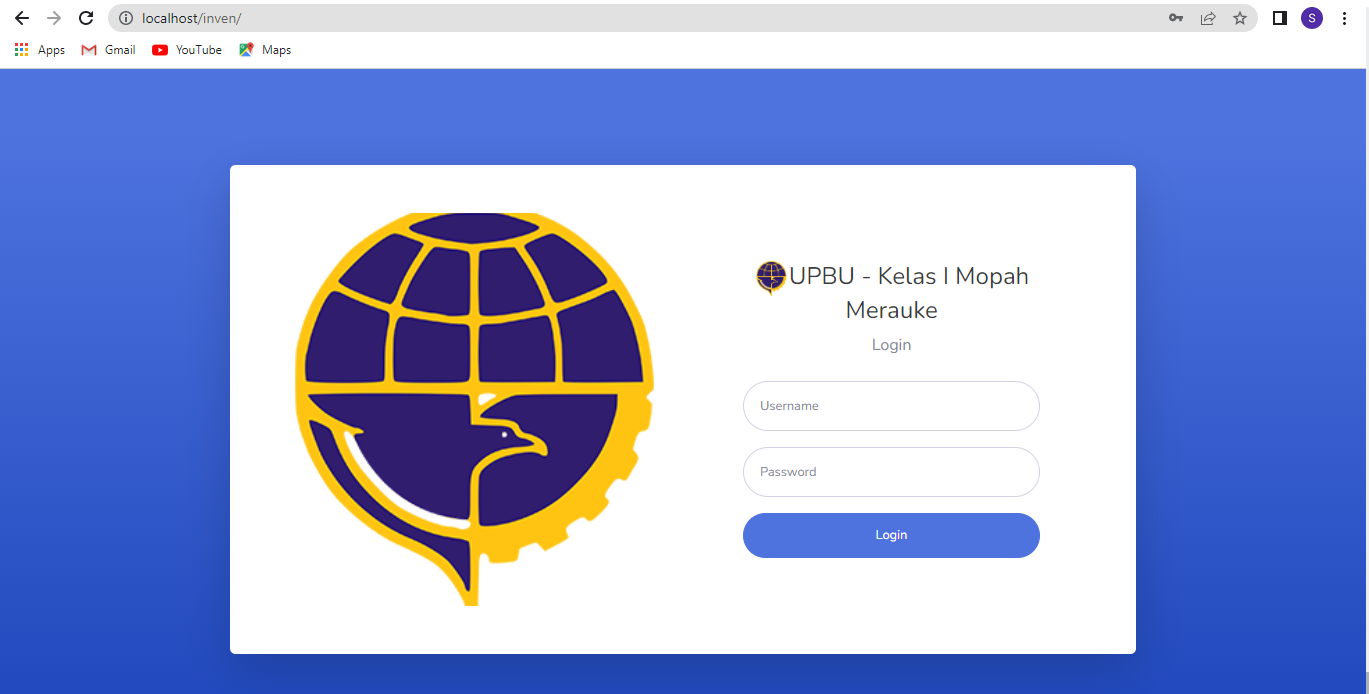 localhost/inven/
S
Apps
Gmail
YouTube
Maps
UPBU - Kelas I Mopah
Merauke
Login
Username
Password
Login